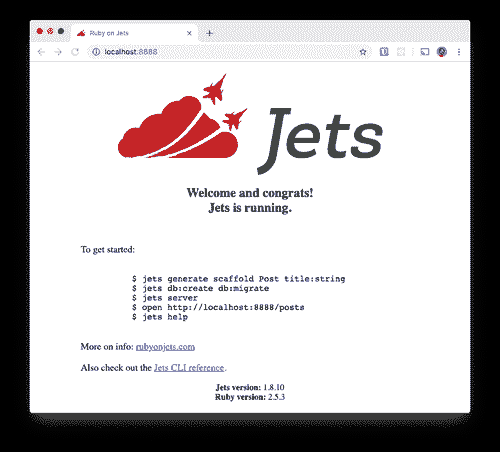 Ruby on Jets
localhost:8888
Jets
Welcome and congrats!
Jets is running.
To get started:
$ jets generate scaffold Post title:string
$ jets db:create db:migrate
$ jets server
$ open http://localhost:8888/posts
$ jets help
More on info: rubyonjets.com
Also check out the Jets CLI reference.
Jets version: 1.8.10
Ruby version: 2.5.3